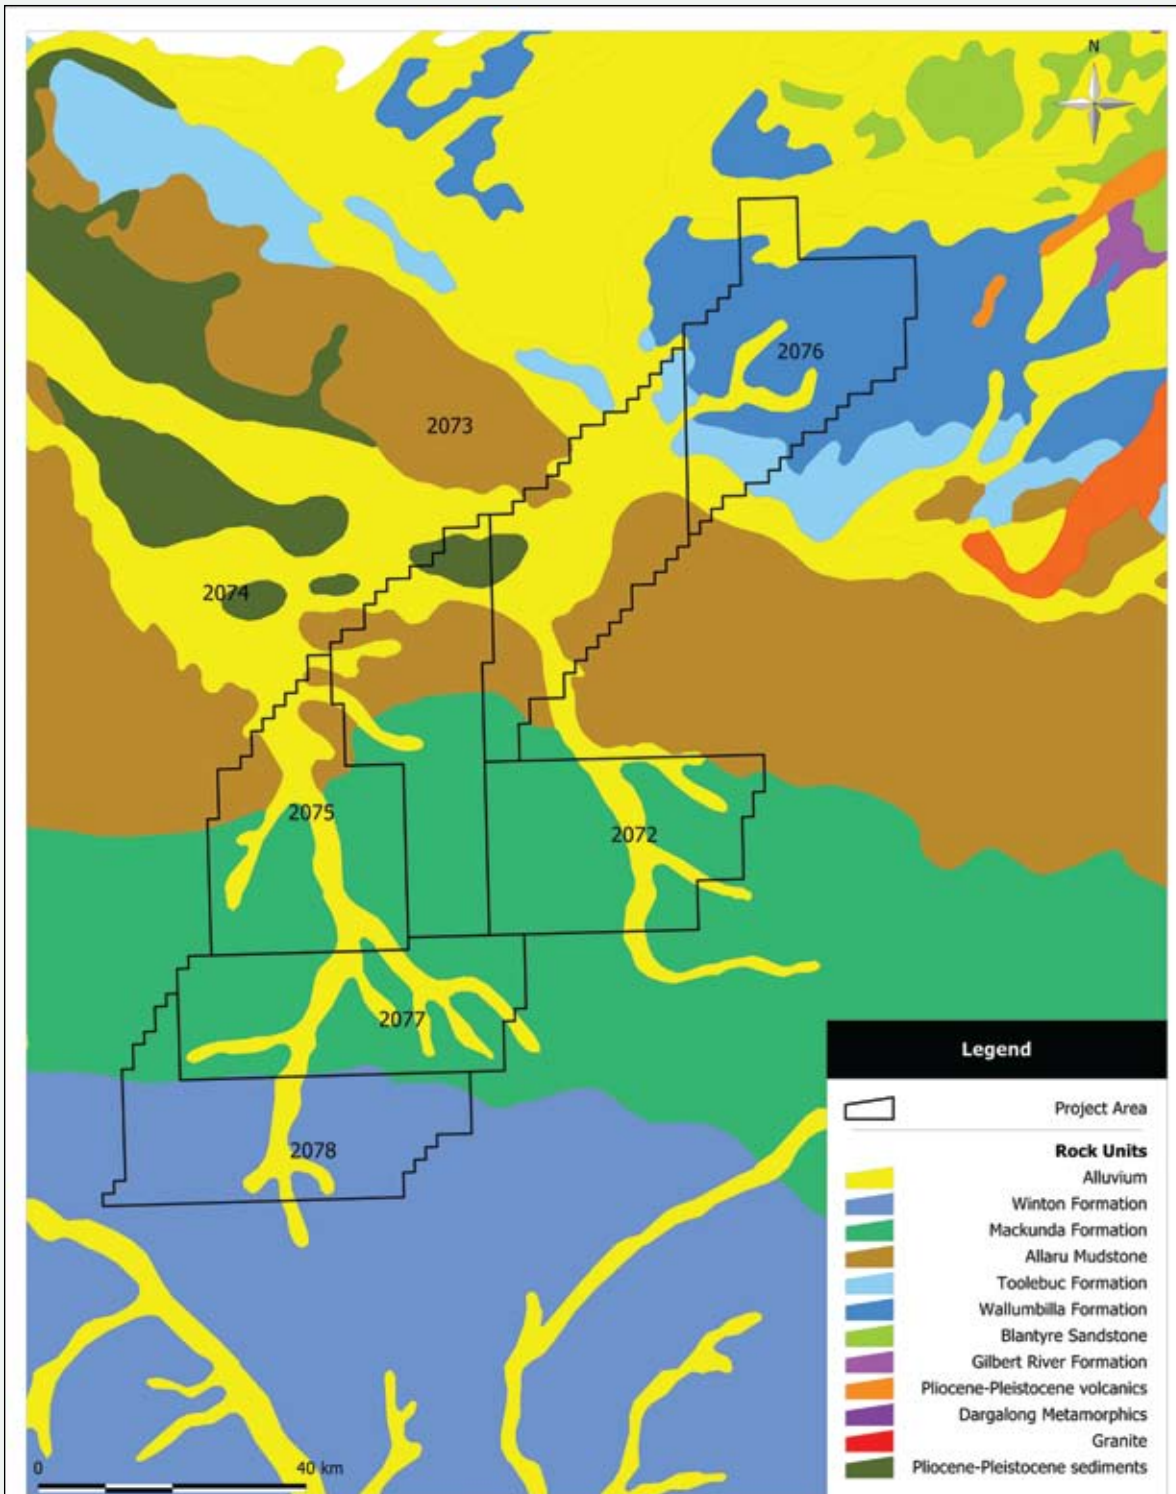 N
2076
2073
2074
2075
2072
2077
2078
Legend
Project Area
Rock Units
Alluvium
Winton Formation
Mackunda Formation
Allaru Mudstone
Toolebuc Formation
Wallumbilla Formation
Blantyre Sandstone
Gilbert River Formation
Pliocene-Pleistocene volcanics
Dargalong Metamorphics
Granite
Pliocene-Pleistocene sediments
0 40 km